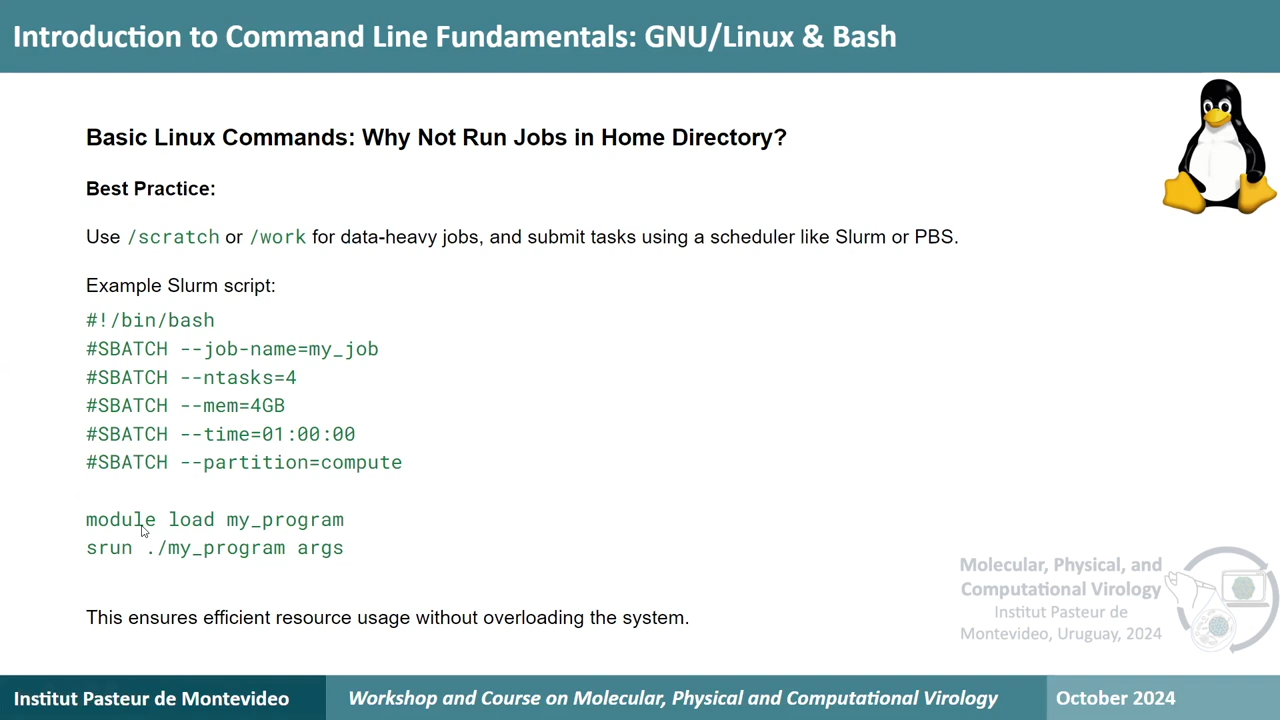 Introduction to Command Line Fundamentals: GNU/Linux & Bash
Basic Linux Commands: Why Not Run Jobs in Home Directory?
Best Practice:
Use /scratch or /work for data-heavy jobs, and submit tasks using a scheduler like Slurm or PBS.
Example Slurm script:
#!/bin/bash
#SBATCH --job-name=my_job
#SBATCH --ntasks=4
#SBATCH --mem=4GB
#SBATCH --time=01:00:00
#SBATCH --partition=compute
module load my_program
srun ./my_program args
This ensures efficient resource usage without overloading the system.
Molecular, Physical, and
Computational Virology
Institut Pasteur de
Montevideo, Uruguay, 2024
Institut Pasteur de Montevideo
Workshop and Course on Molecular, Physical and Computational Virology
October 2024